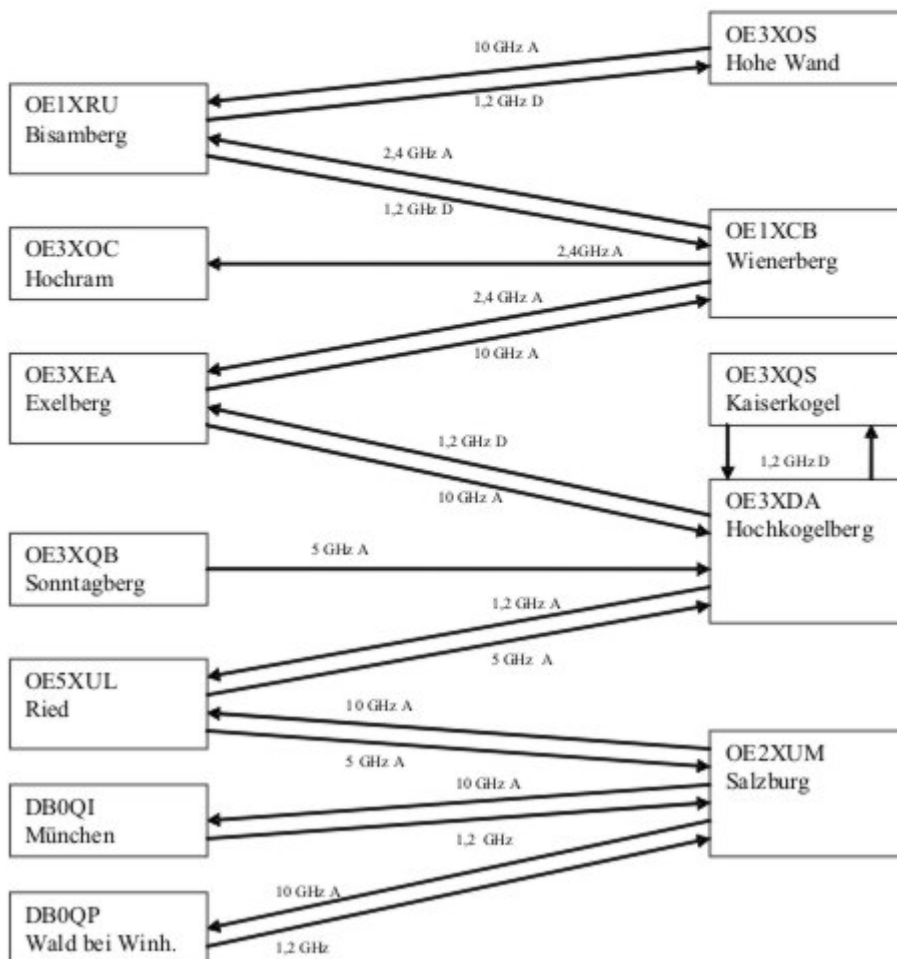 OE3XOS
Hohe Wand
10 GHz A
1,2 GHz D
OE1XRU
Bisamberg
2,4 GHz A
1,2 GHz D
OE1XCB
Wienerberg
OE3XOC
Hochram
2,4GHz A
2,4 GHz A
10 GHz A
OE3XEA
Exelberg
OE3XQS
Kaiserkogel
1,2 GHz D
1,2 GHz D
10 GHz A
OE3XDA
Hochkogelberg
OE3XQB
Sonntagberg
5 GHz A
1,2 GHz A
5 GHz A
OE5XUL
Ried
10 GHz A
5 GHz A
OE2XUM
Salzburg
DB0QI
München
10 GHz A
1,2 GHz
10 GHz A
DB0QP
Wald bei Winh.
1,2 GHz